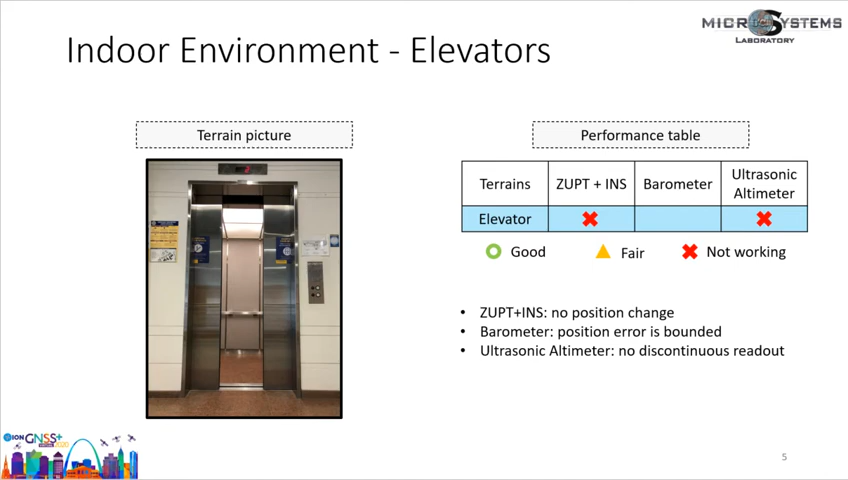 MICROSYSTEMS
LABORATORY
Indoor Environment - Elevators
Terrain picture
Performance table
Terrains
ZUPT + INS
Barometer
Ultrasonic
Altimeter
Elevator
Good
Fair
Not working
• ZUPT+INS: no position change
• Barometer: position error is bounded
• Ultrasonic Altimeter: no discontinuous readout
ION GNSS+
5